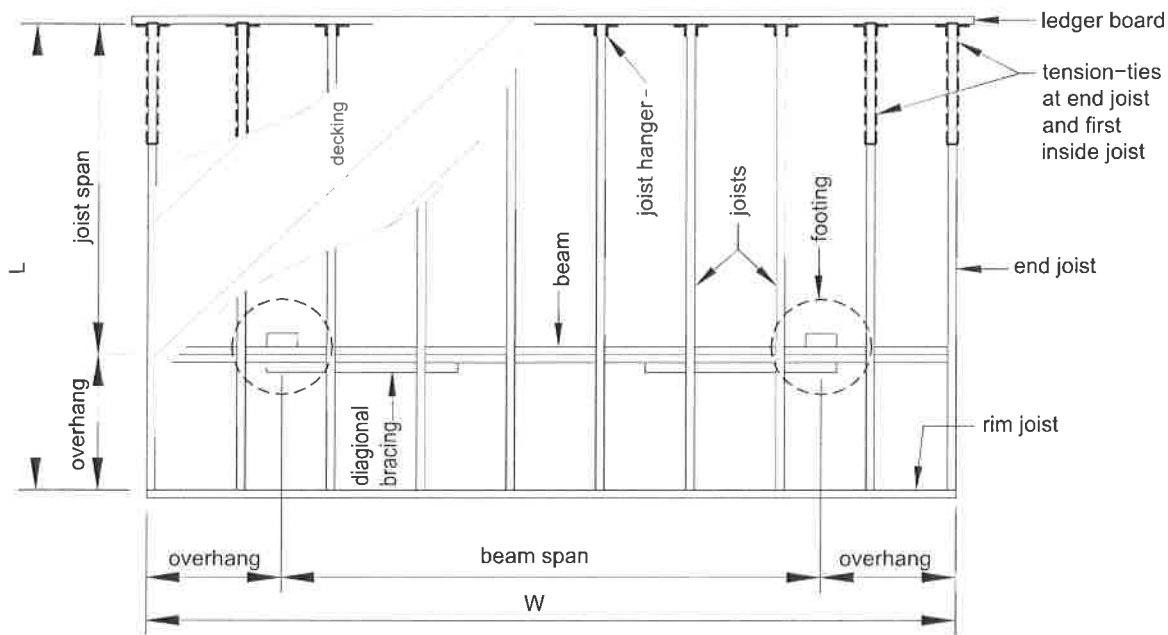 ledger board
tension-ties
at end joist
and first
inside joist
decking
joist hanger
joists
footing
joist span
L
beam
end joist
overhang
diagional
bracing
rim joist
overhang
beam span
overhang
W